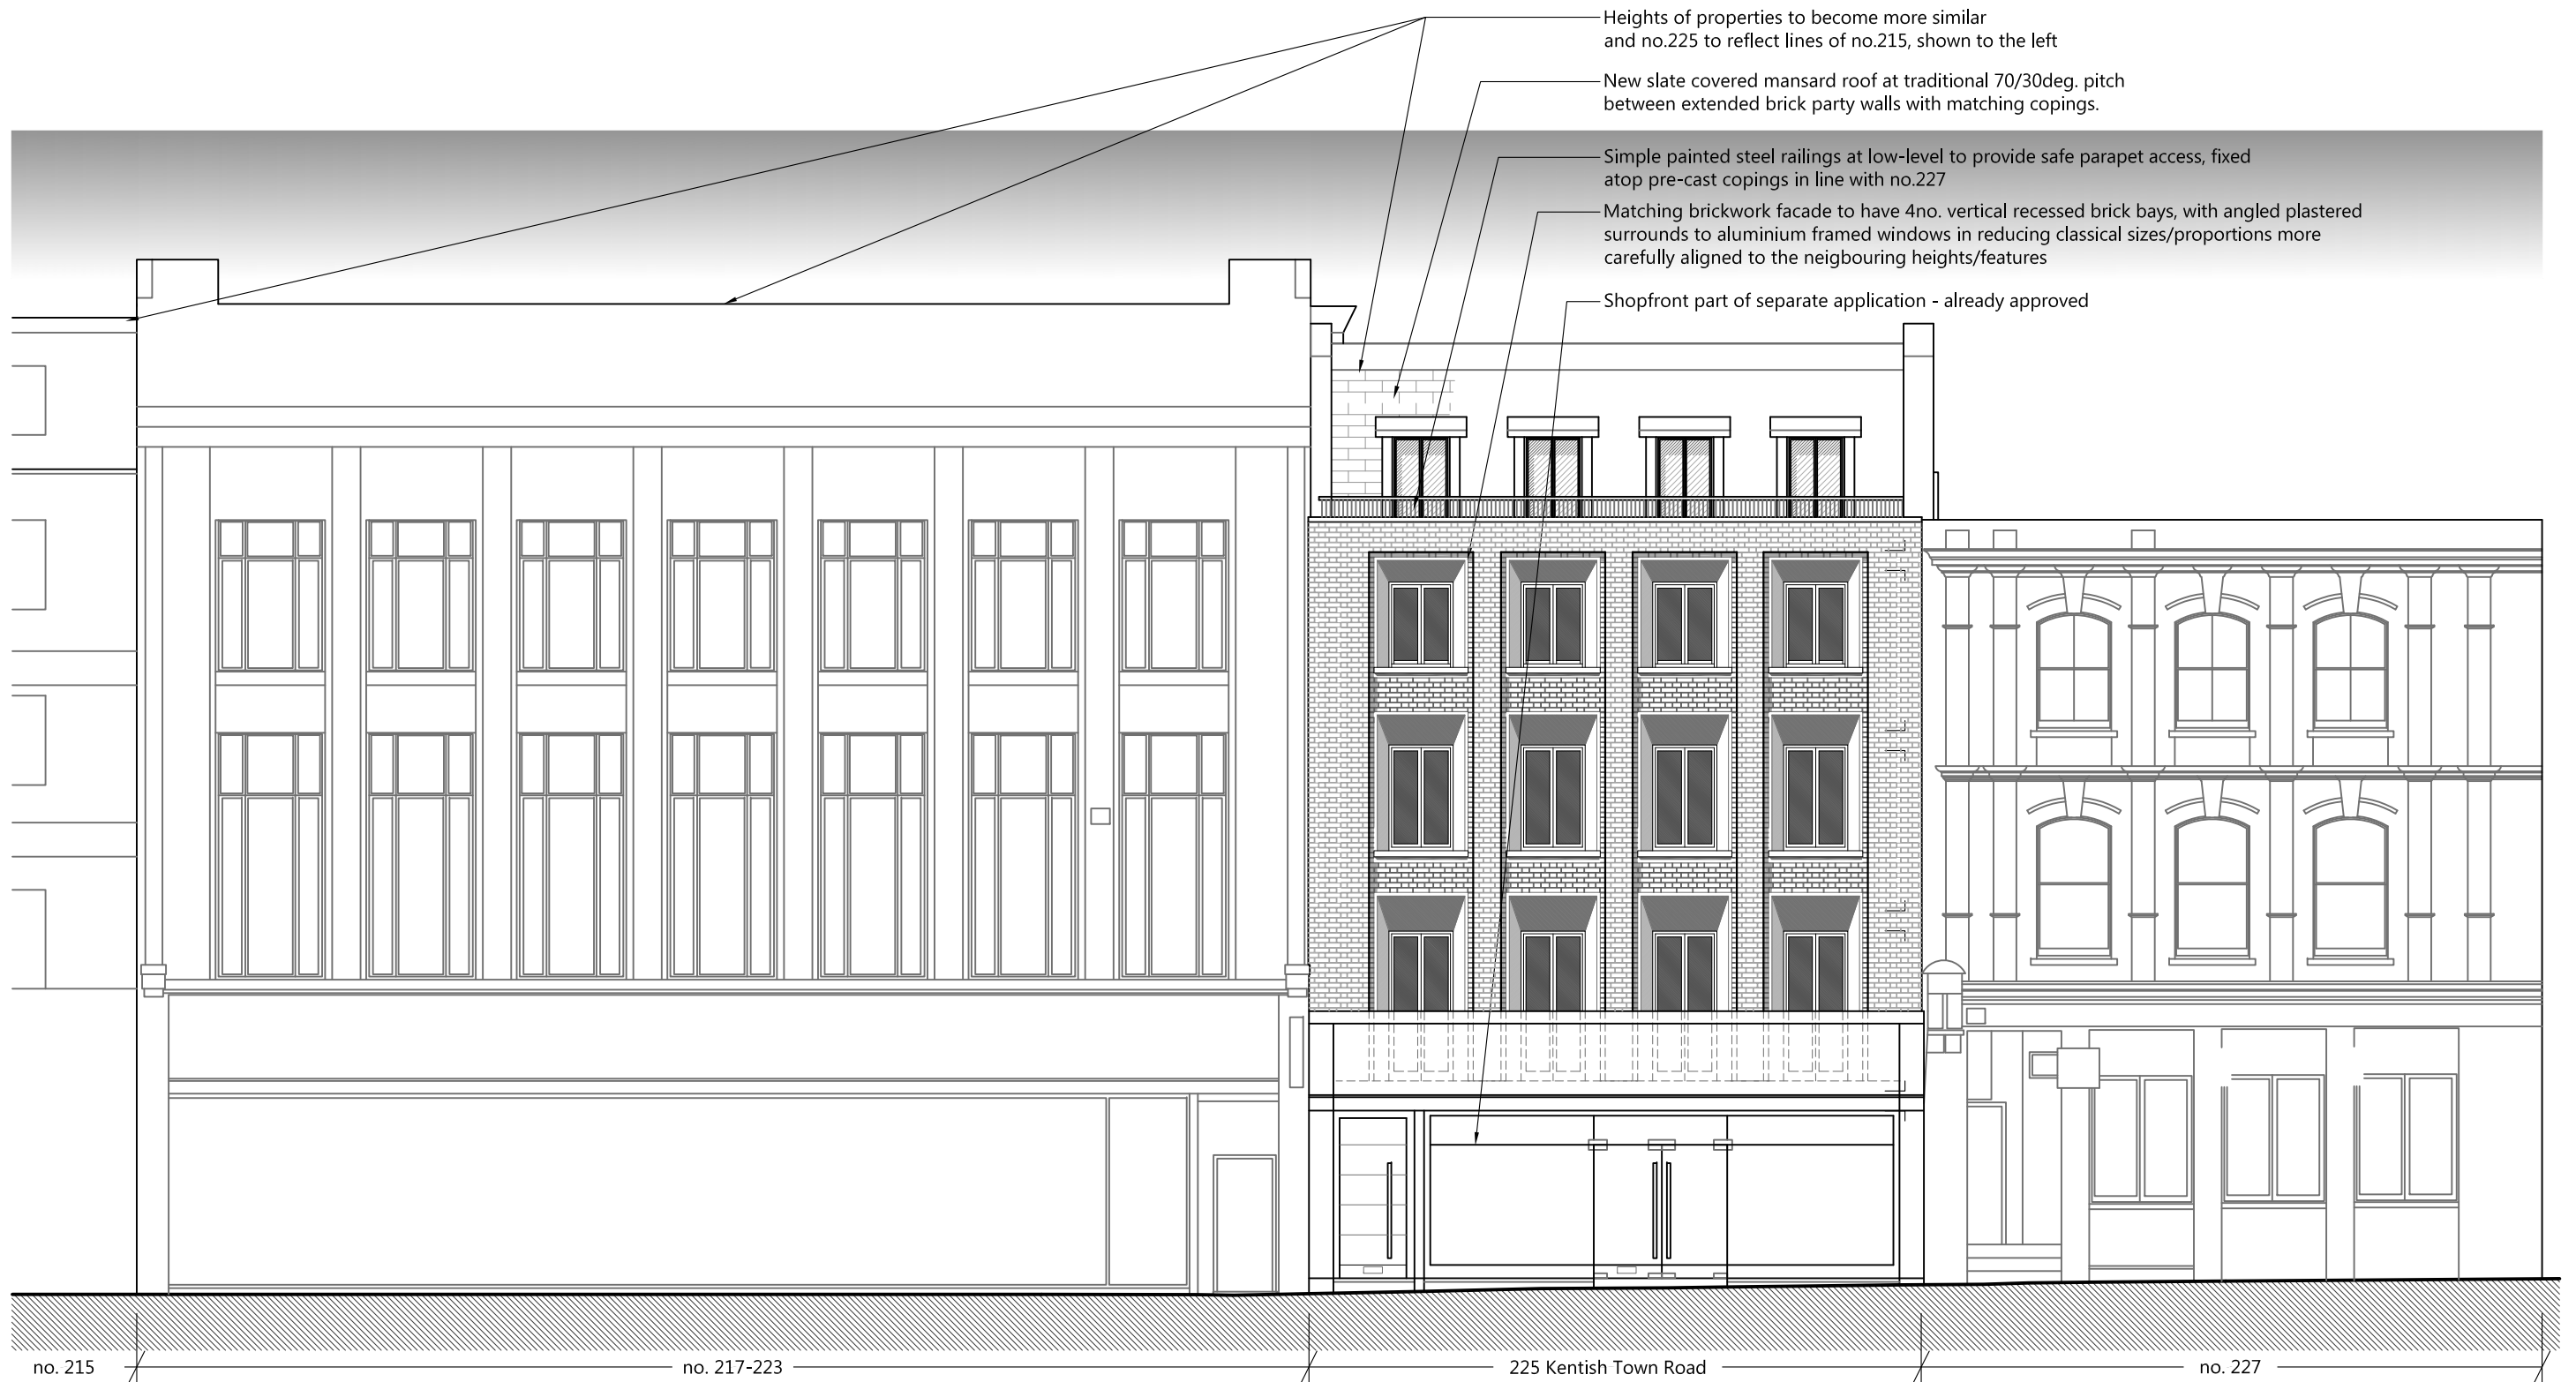 Heights of properties to become more similar
and no.225 to reflect lines of no.215, shown to the left
New slate covered mansard roof at traditional 70/30deg. pitch
between extended brick party walls with matching copings.
Simple painted steel railings at low-level to provide safe parapet access, fixed
atop pre-cast copings in line with no.227
Matching brickwork facade to have 4no. vertical recessed brick bays, with angled plastered
surrounds to aluminium framed windows in reducing classical sizes/proportions more
carefully aligned to the neigbouring heights/features
Shopfront part of separate application - already approved
no. 215
no. 217-223
225 Kentish Town Road
no. 227